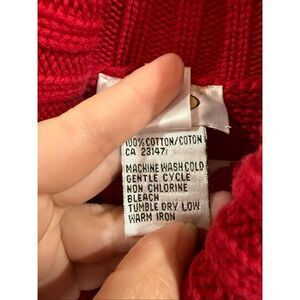 100% COTTON/COTON
CA 23147
MACHINE WASH COLD
GENTLE CYCLE
NON CHLORINE
BLEACH
TUMBLE DRY LOW
WARM IRON